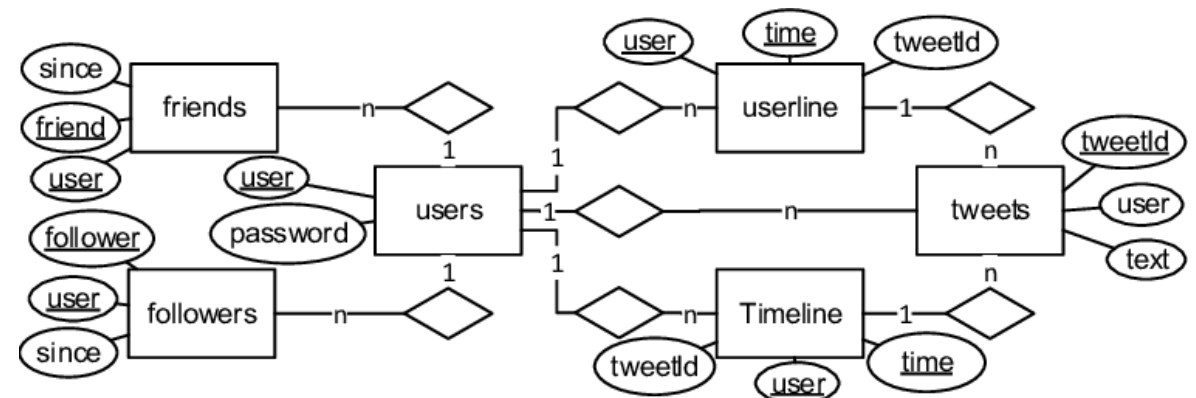 user
time
tweetId
since
friends
n
n
userline
1
friend
1
1
n
tweetId
user
user
users
1
n
tweets
user
password
follower
1
1
n
text
user
followers
n
n
Timeline
1
since
tweetId
time
user